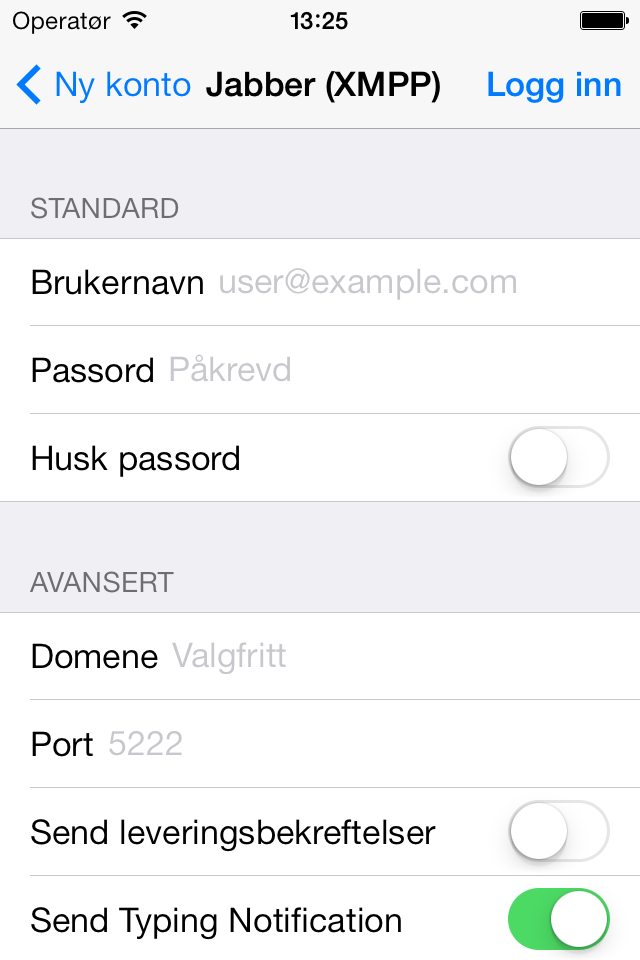 Operatør 13:25
Ny konto Jabber (XMPP) Logg inn
STANDARD
Brukernavn user@example.com
Passord Påkrevd
Husk passord
AVANSERT
Domene Valgfritt
Port 5222
Send leveringsbekreftelser
Send Typing Notification